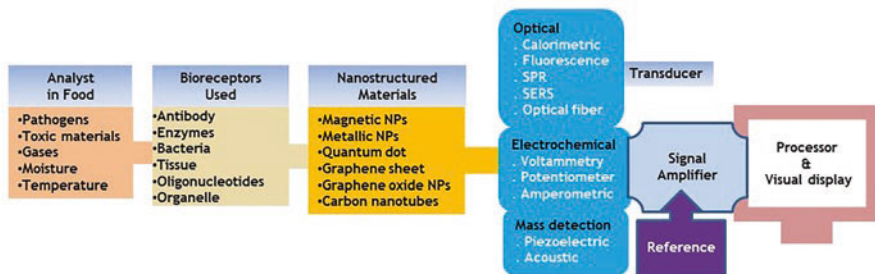 Analyst
in Food
•Pathogens
•Toxic materials
•Gases
•Moisture
•Temperature
Bioreceptors
Used
•Antibody
•Enzymes
•Bacteria
•Tissue
•Oligonucleotides
•Organelle
Nanostructured
Materials
•Magnetic NPs
•Metallic NPs
•Quantum dot
•Graphene sheet
•Graphene oxide NPs
•Carbon nanotubes
Optical
. Calorimetric
. Fluorescence
. SPR
. SERS
. Optical fiber
Electrochemical
. Voltammetry
. Potentiometer
. Amperometric
Mass detection
. Piezoelectric
. Acoustic
Transducer
Signal
Amplifier
Reference
Processor
&
Visual display